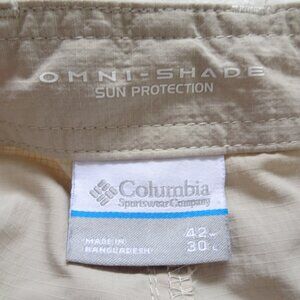 OMNI-SHADE
SUN PROTECTION
Columbia
Sportswear Company
MADE IN
BANGLADESH
42 W
30 L